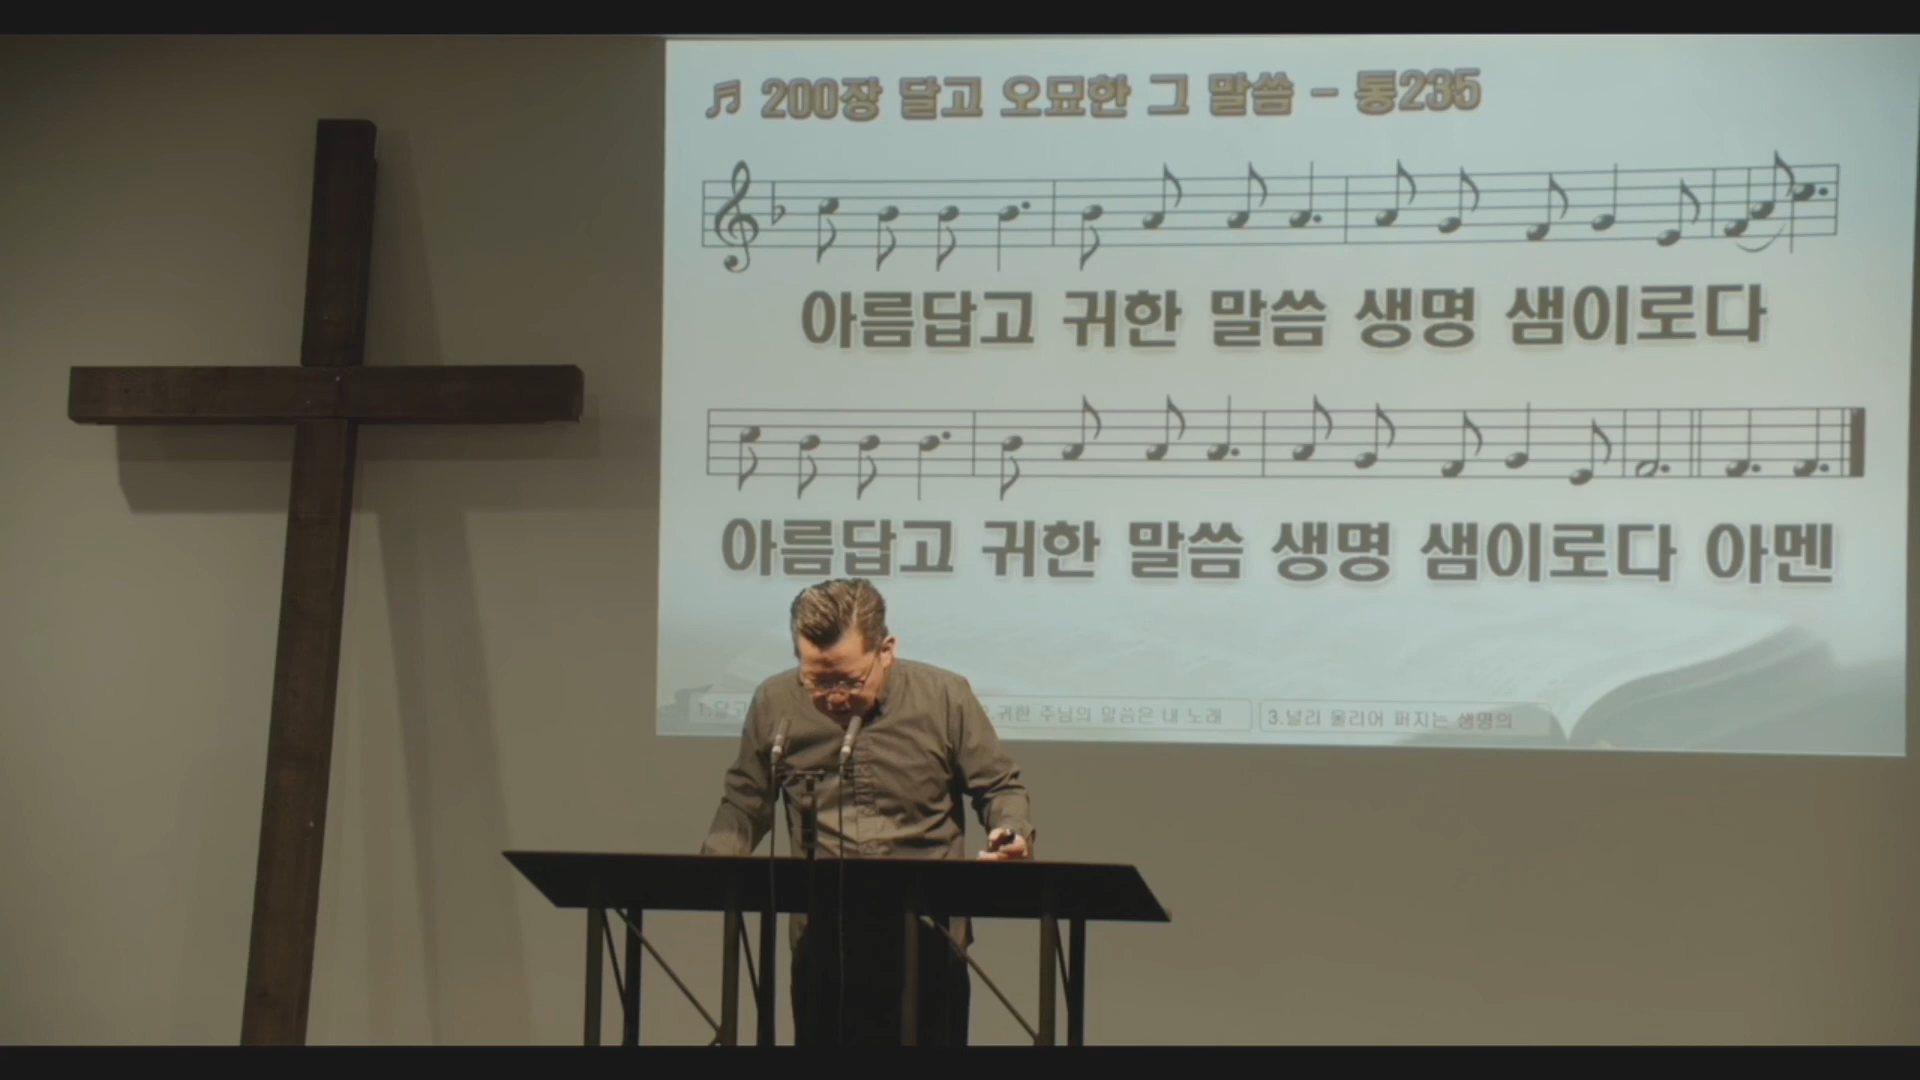 ♬ 200장 달고 오묘한 그 말씀 - 통235
아름답고 귀한 말씀 생명 샘이로다
아름답고 귀한 말씀 생명 샘이로다 아멘
1.달고
귀한 주님의 말씀은 내 노래
3.널리 울리어 퍼지는 생명의